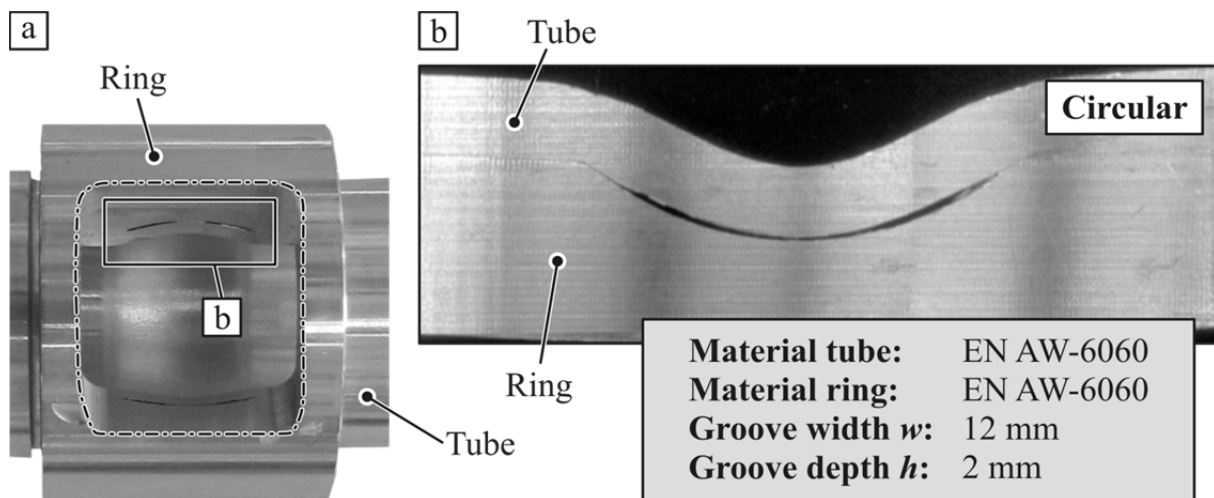 a
Ring
b
Tube
b
Tube
Circular
Ring
Material tube: EN AW-6060
Material ring: EN AW-6060
Groove width w: 12 mm
Groove depth h: 2 mm